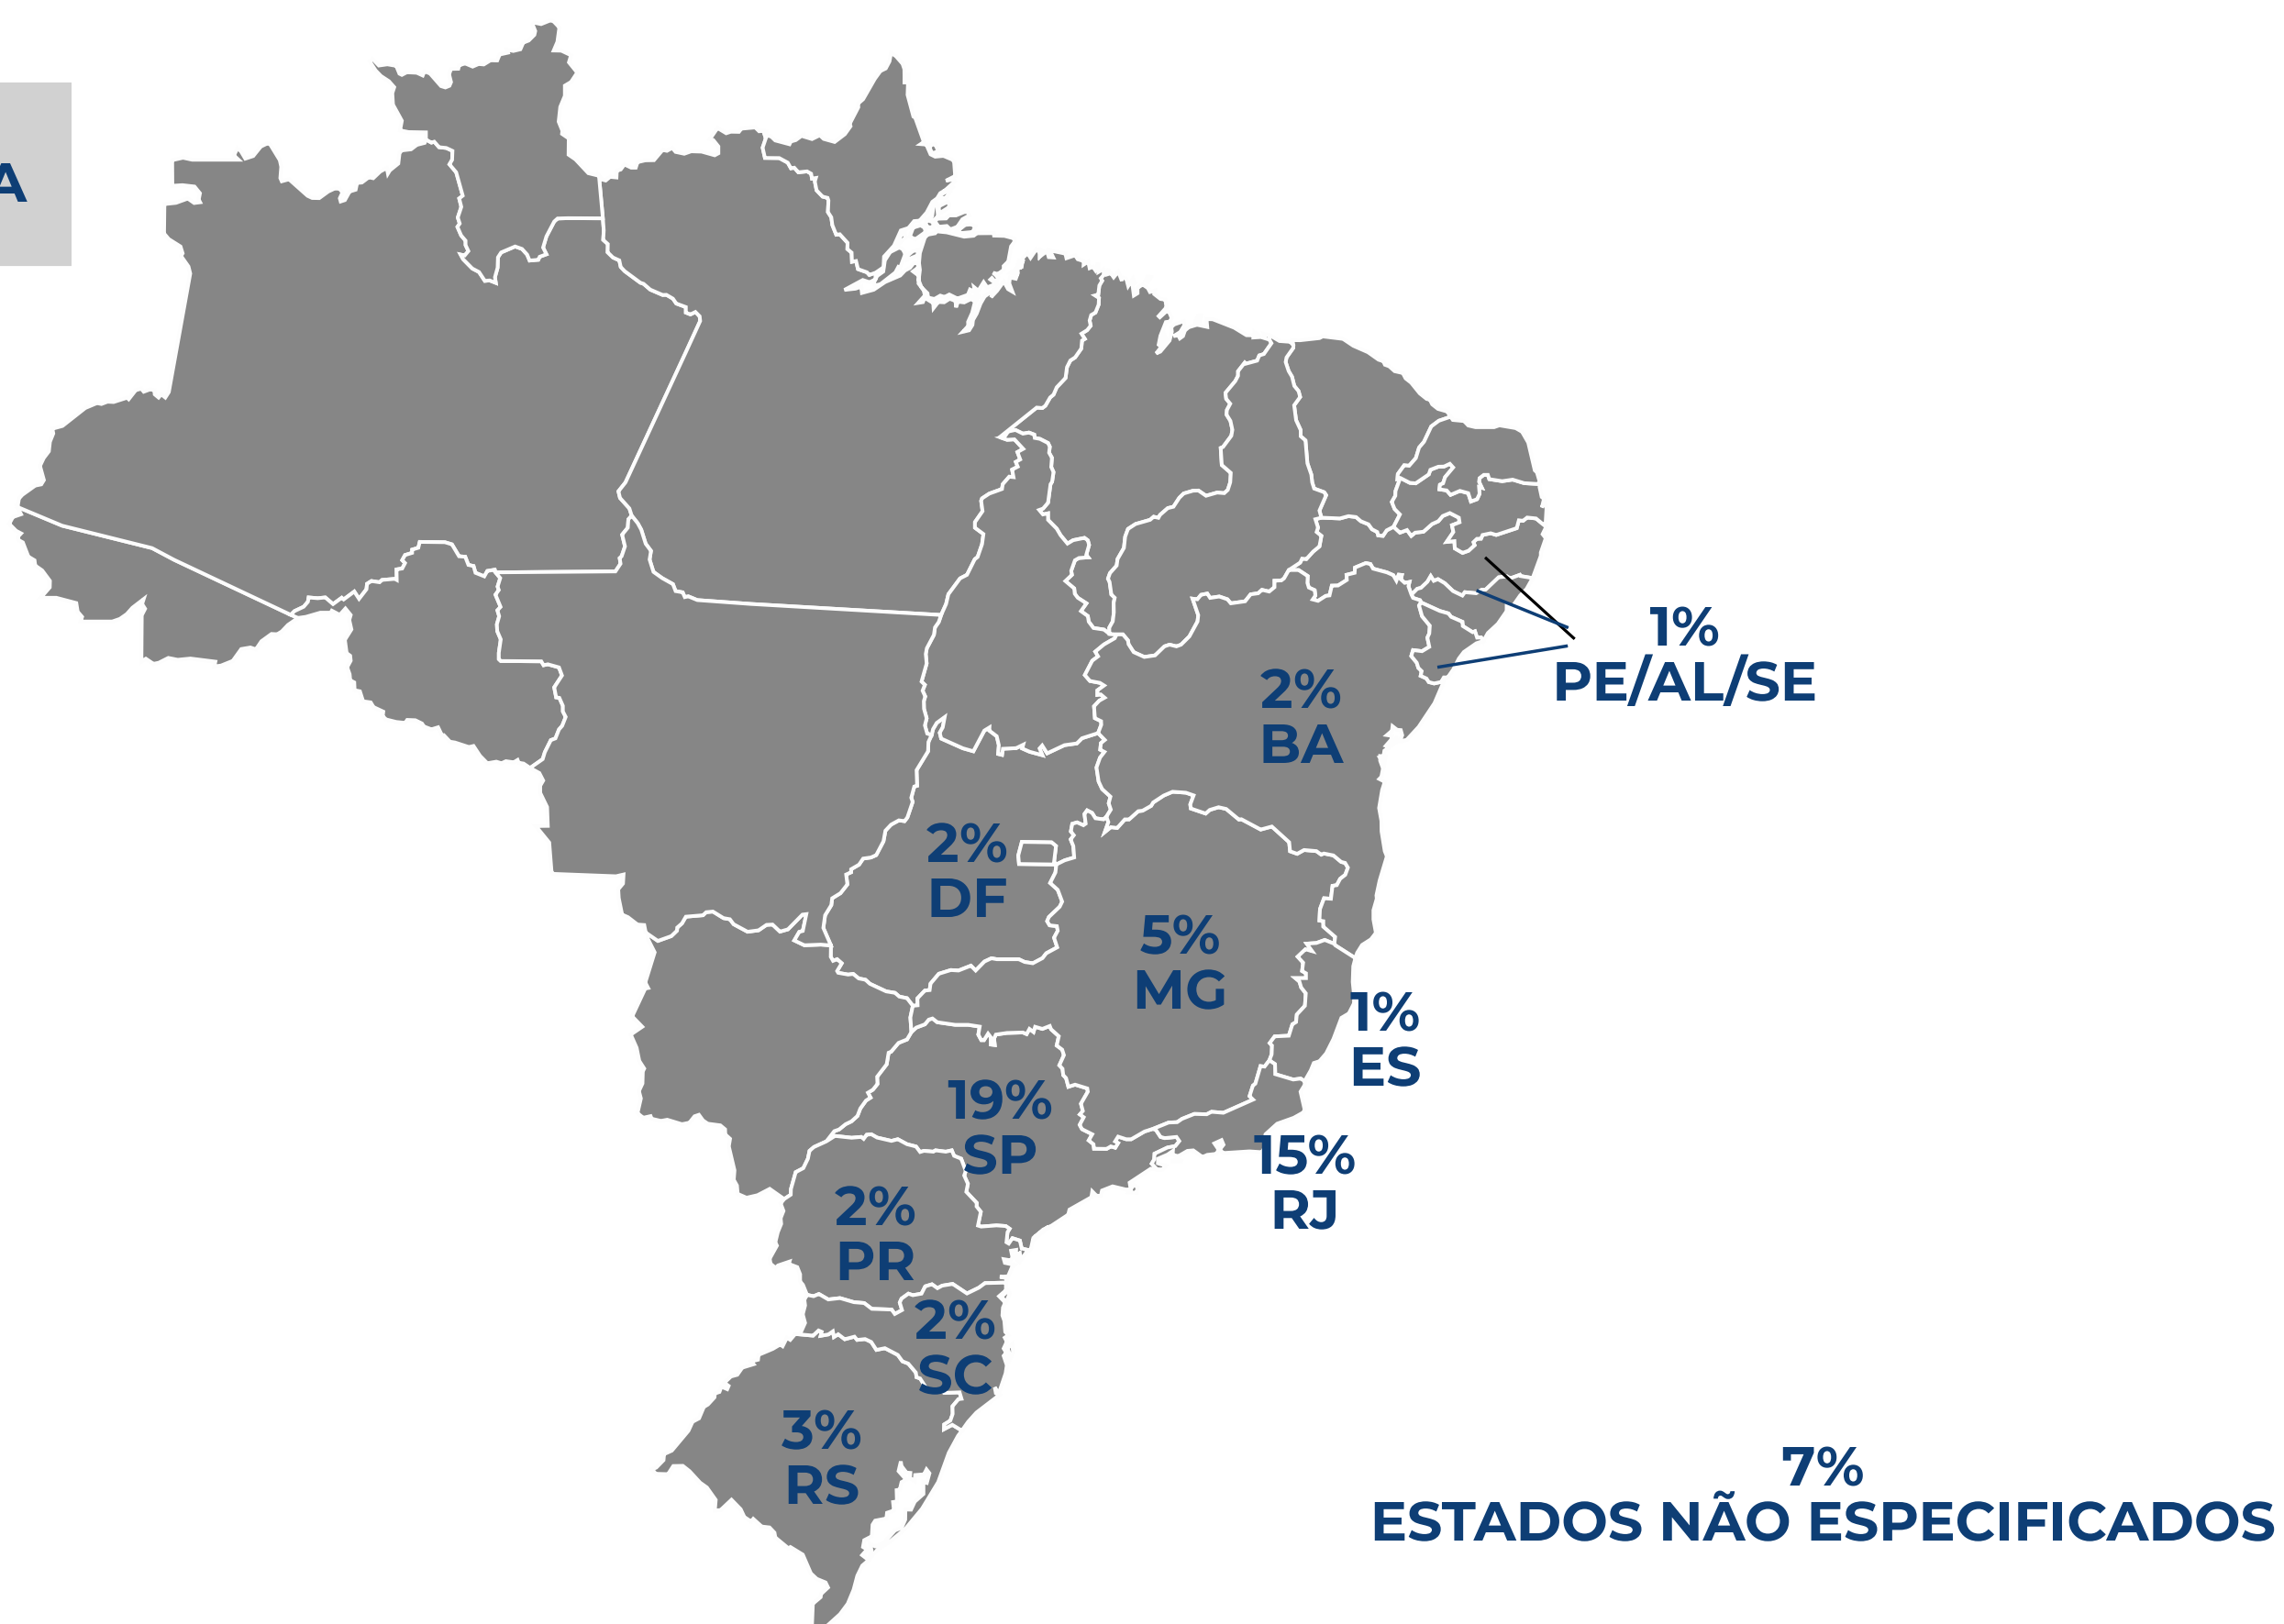 A
1%
PE/AL/SE
2%
BA
2%
DF
5%
MG
1%
ES
19%
SP
15%
RJ
2%
PR
2%
SC
3%
RS
7%
ESTADOS NÃO ESPECIFICADOS